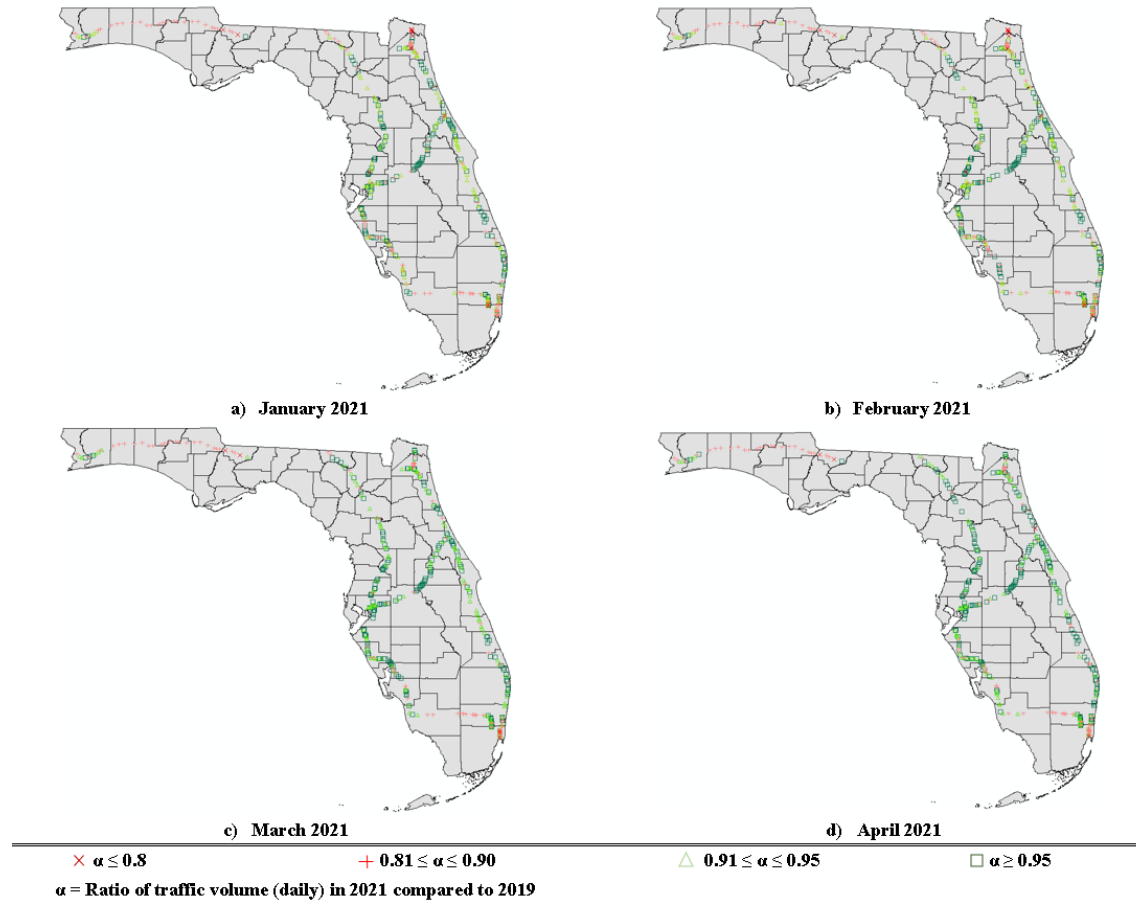 a) January 2021
b) February 2021
c) March 2021
d) April 2021
× α ≤ 0.8
+ 0.81 ≤ α ≤ 0.90
△ 0.91 ≤ α ≤ 0.95
□ α ≥ 0.95
α = Ratio of traffic volume (daily) in 2021 compared to 2019